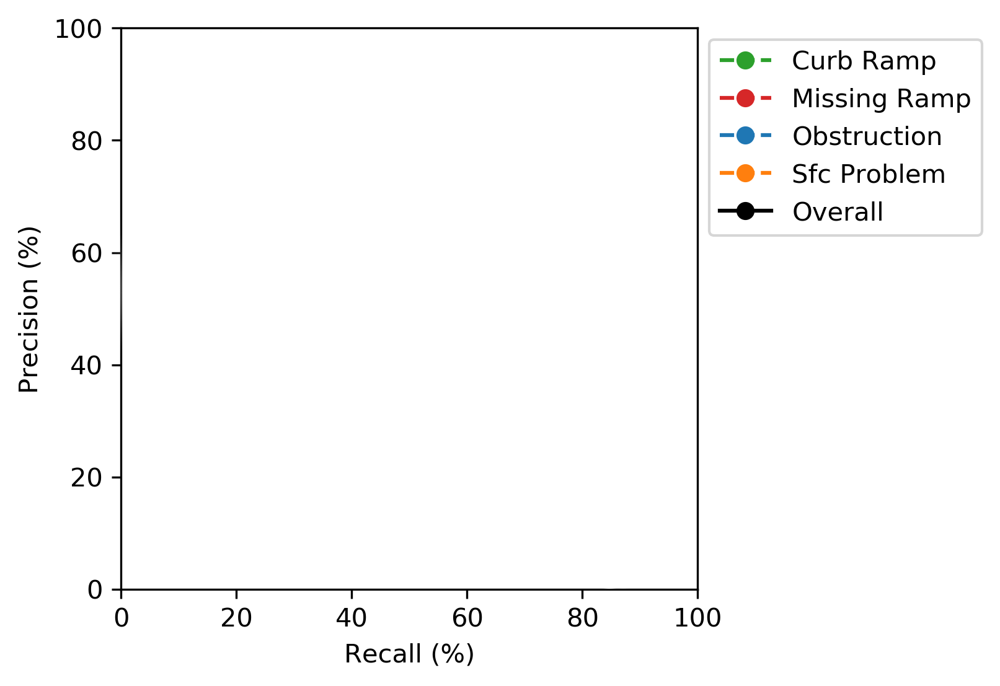 100
80
60
40
20
0
Precision (%)
0 20 40 60 80 100
Recall (%)
Curb Ramp
Missing Ramp
Obstruction
Sfc Problem
Overall